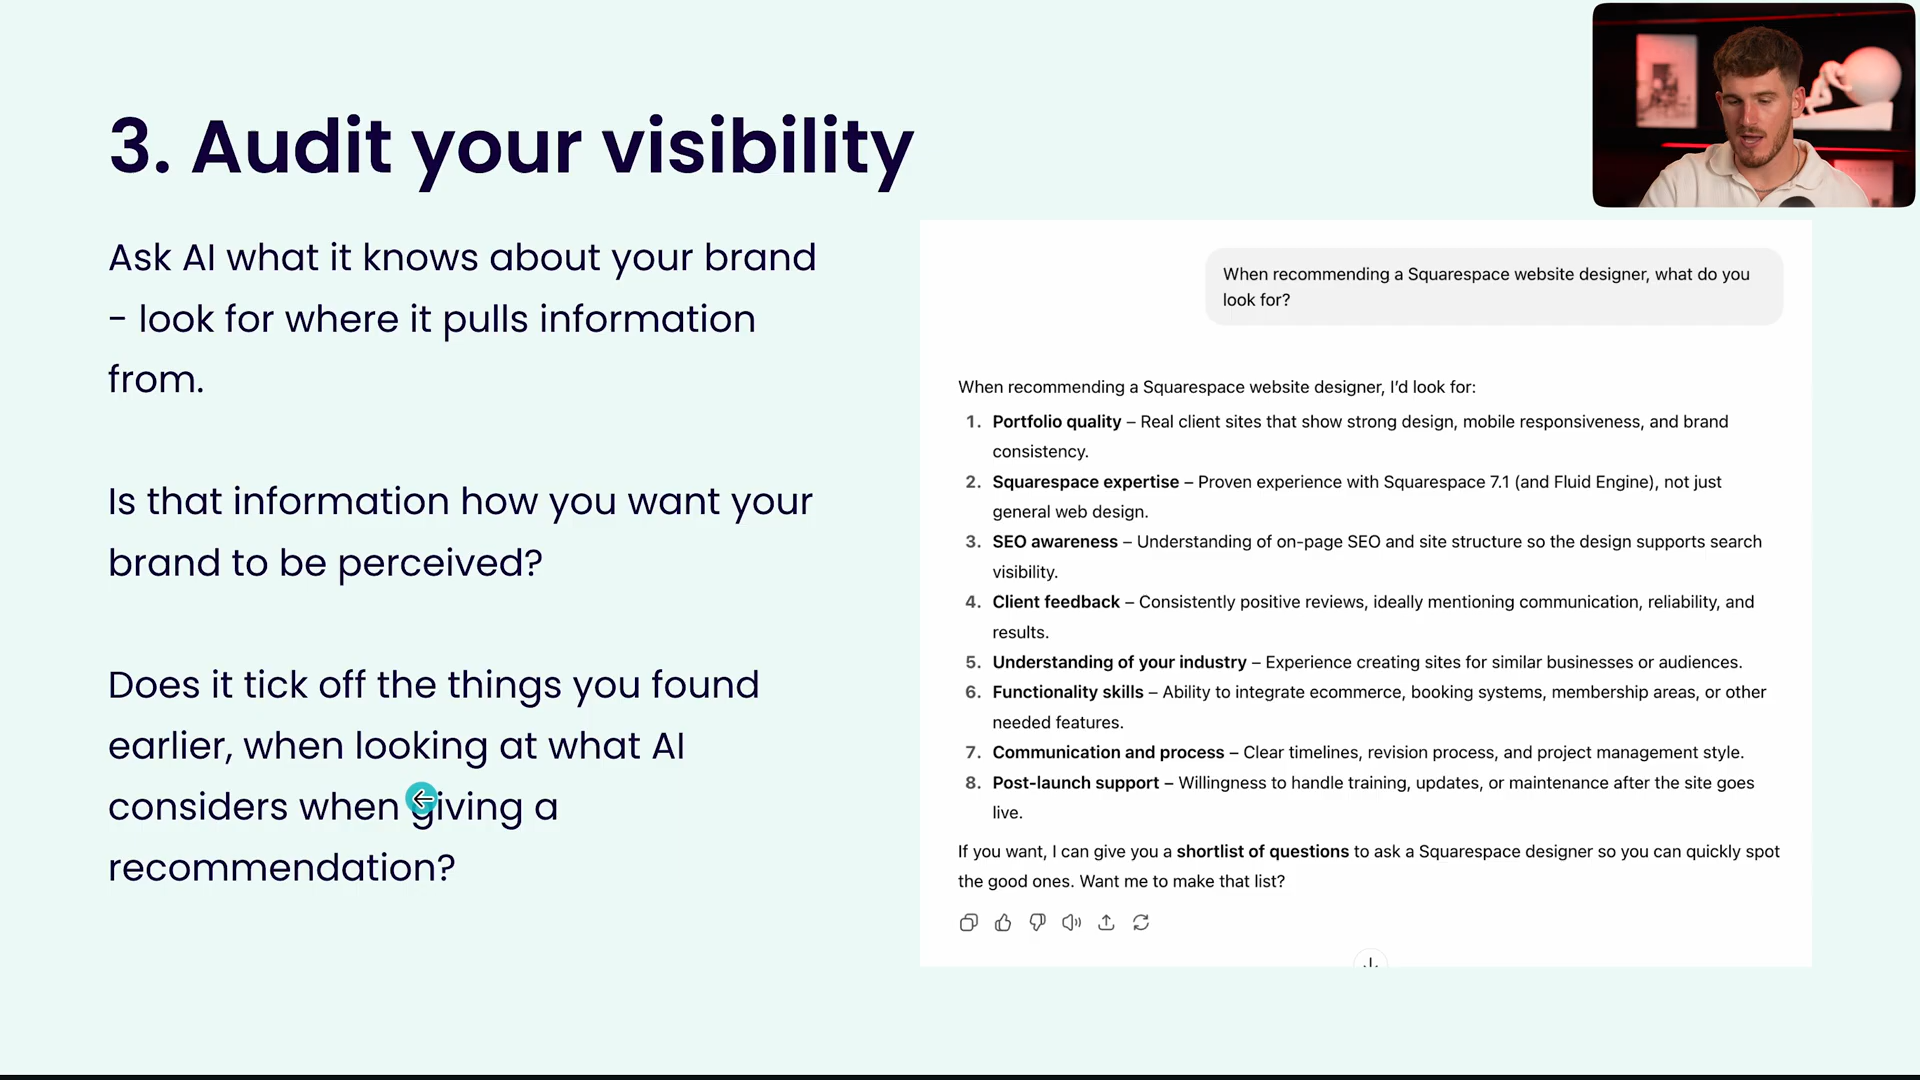 3. Audit your visibility
Ask AI what it knows about your brand
- look for where it pulls information
from.
Is that information how you want your
brand to be perceived?
Does it tick off the things you found
earlier, when looking at what AI
considers when giving a
recommendation?
When recommending a Squarespace website designer, what do you
look for?
When recommending a Squarespace website designer, I’d look for:
1. Portfolio quality – Real client sites that show strong design, mobile responsiveness, and brand
consistency.
2. Squarespace expertise – Proven experience with Squarespace 7.1 (and Fluid Engine), not just
general web design.
3. SEO awareness – Understanding of on-page SEO and site structure so the design supports search
visibility.
4. Client feedback – Consistently positive reviews, ideally mentioning communication, reliability, and
results.
5. Understanding of your industry – Experience creating sites for similar businesses or audiences.
6. Functionality skills – Ability to integrate ecommerce, booking systems, membership areas, or other
needed features.
7. Communication and process – Clear timelines, revision process, and project management style.
8. Post-launch support – Willingness to handle training, updates, or maintenance after the site goes
live.
If you want, I can give you a shortlist of questions to ask a Squarespace designer so you can quickly spot
the good ones. Want me to make that list?